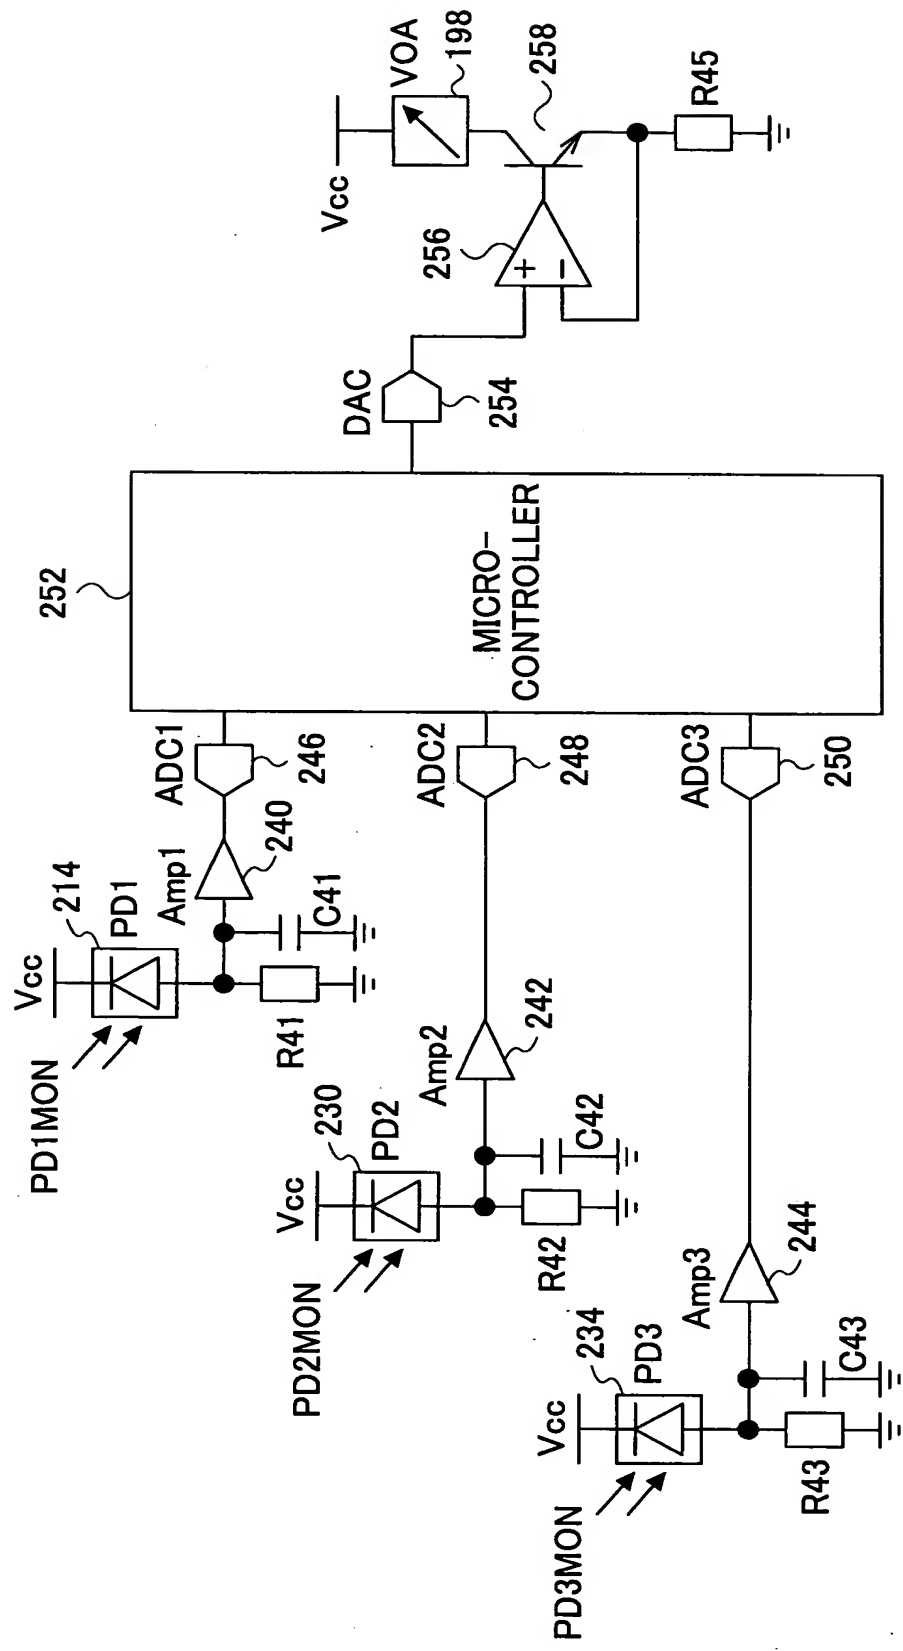 PD1MON
Vcc
214
PD1
R41
C41
Amp1
240
ADC1
246
PD2MON
Vcc
230
PD2
R42
C42
Amp2
242
ADC2
248
PD3MON
Vcc
234
PD3
R43
C43
Amp3
244
ADC3
250
252
MICRO-
CONTROLLER
DAC
254
256
+
−
Vcc
VOA
198
258
R45